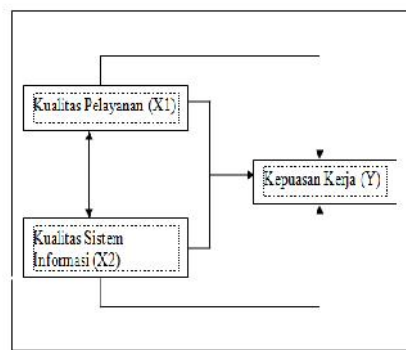 Kualitas Pelayanan (X1)
Kepuasan Kerja (Y)
Kualitas Sistem
Informasi (X2)